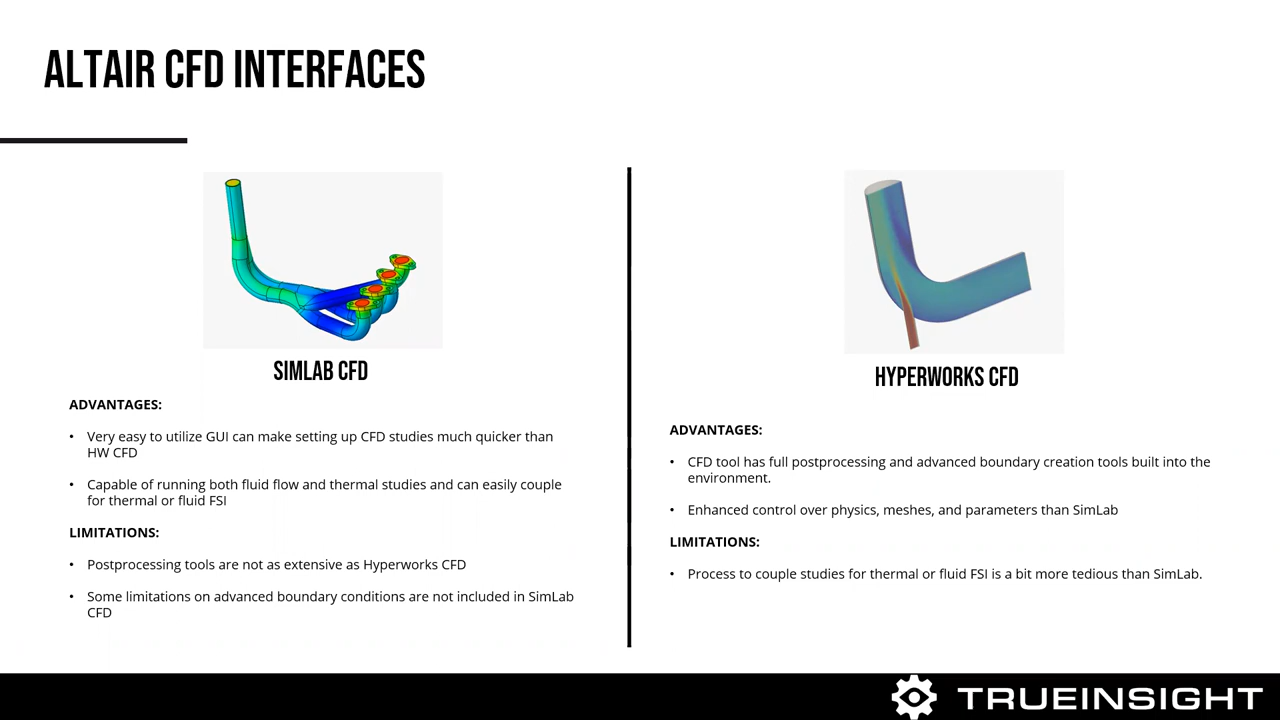 ALTAIR CFD INTERFACES
SIMLAB CFD
ADVANTAGES:
• Very easy to utilize GUI can make setting up CFD studies much quicker than
HW CFD
• Capable of running both fluid flow and thermal studies and can easily couple
for thermal or fluid FSI
LIMITATIONS:
• Postprocessing tools are not as extensive as Hyperworks CFD
• Some limitations on advanced boundary conditions are not included in SimLab
CFD
HYPERWORKS CFD
ADVANTAGES:
• CFD tool has full postprocessing and advanced boundary creation tools built into the
environment.
• Enhanced control over physics, meshes, and parameters than SimLab
LIMITATIONS:
• Process to couple studies for thermal or fluid FSI is a bit more tedious than SimLab.
TRUEINSIGHT